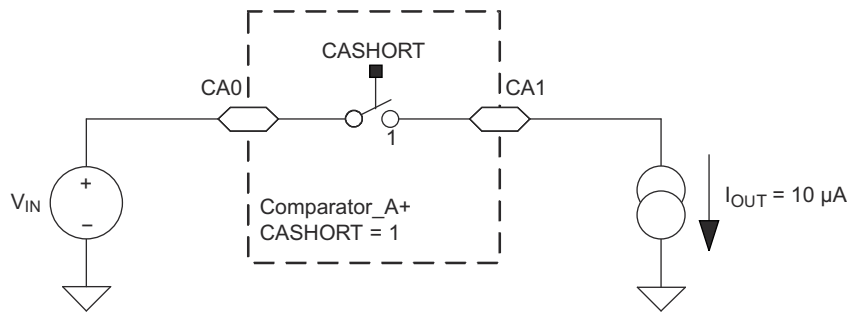 CASHORT
CA0
CA1
1
+
−
V_IN
I_OUT = 10 µA
Comparator_A+
CASHORT = 1